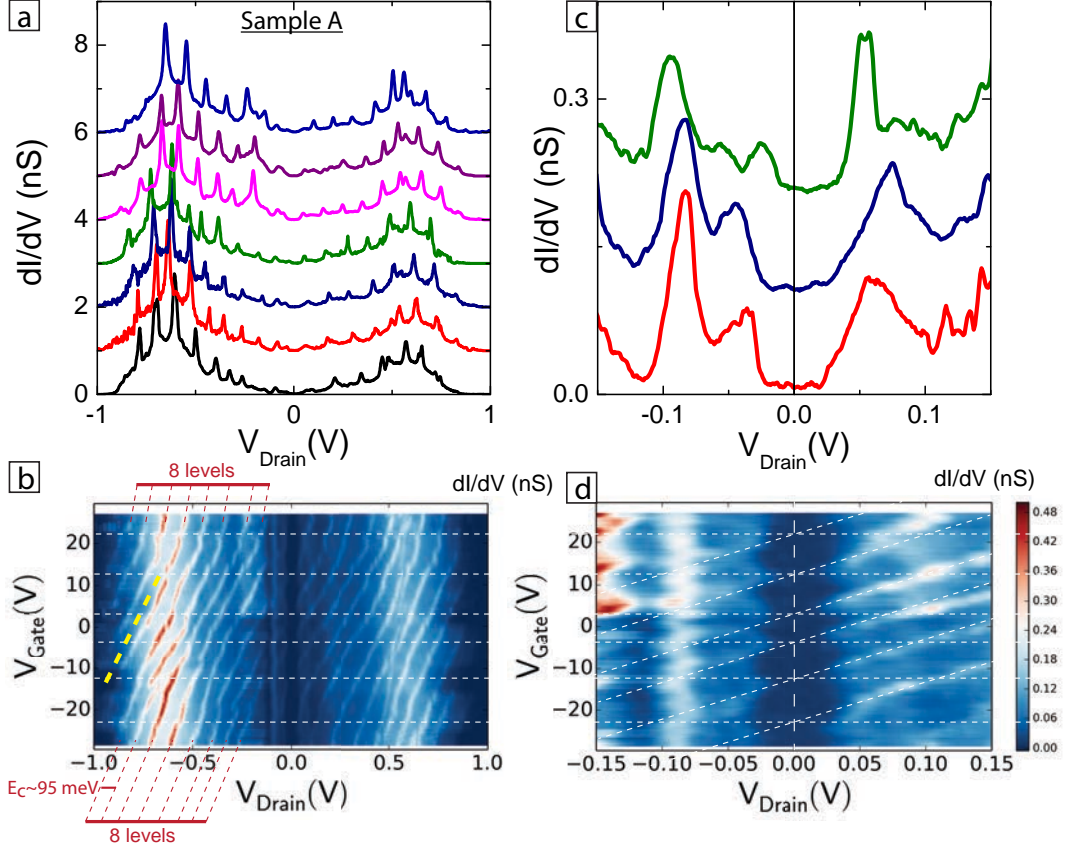 a
Sample A
8
6
4
2
0
dI/dV (nS)
-1
0
1
V_Drain(V)
c
0.3
0.0
dI/dV (nS)
-0.1
0.0
0.1
V_Drain(V)
b
8 levels
dI/dV (nS)
20
10
0
−10
−20
V_Gate(V)
−1.0
−0.5
0.0
0.5
1.0
V_Drain(V)
E_C~95 meV
8 levels
d
dI/dV (nS)
20
10
0
−10
−20
V_Gate(V)
−0.15
−0.10
−0.05
0.00
0.05
0.10
0.15
V_Drain(V)
0.48
0.42
0.36
0.30
0.24
0.18
0.12
0.06
0.00